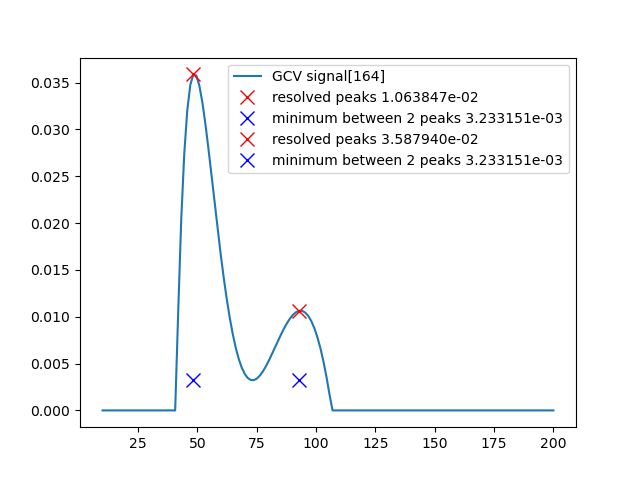 GCV signal[164]
resolved peaks 1.063847e-02
minimum between 2 peaks 3.233151e-03
resolved peaks 3.587940e-02
minimum between 2 peaks 3.233151e-03
0.035
0.030
0.025
0.020
0.015
0.010
0.005
0.000
25 50 75 100 125 150 175 200